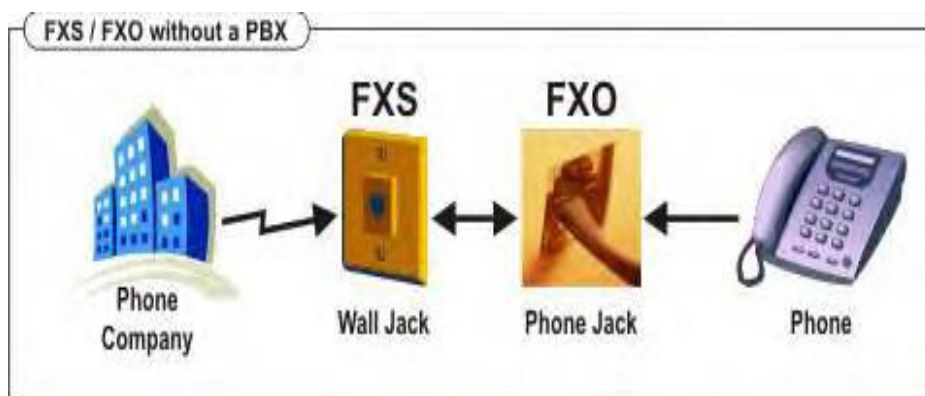 FXS / FXO without a PBX
FXS
FXO
Phone
Company
Wall Jack
Phone Jack
Phone